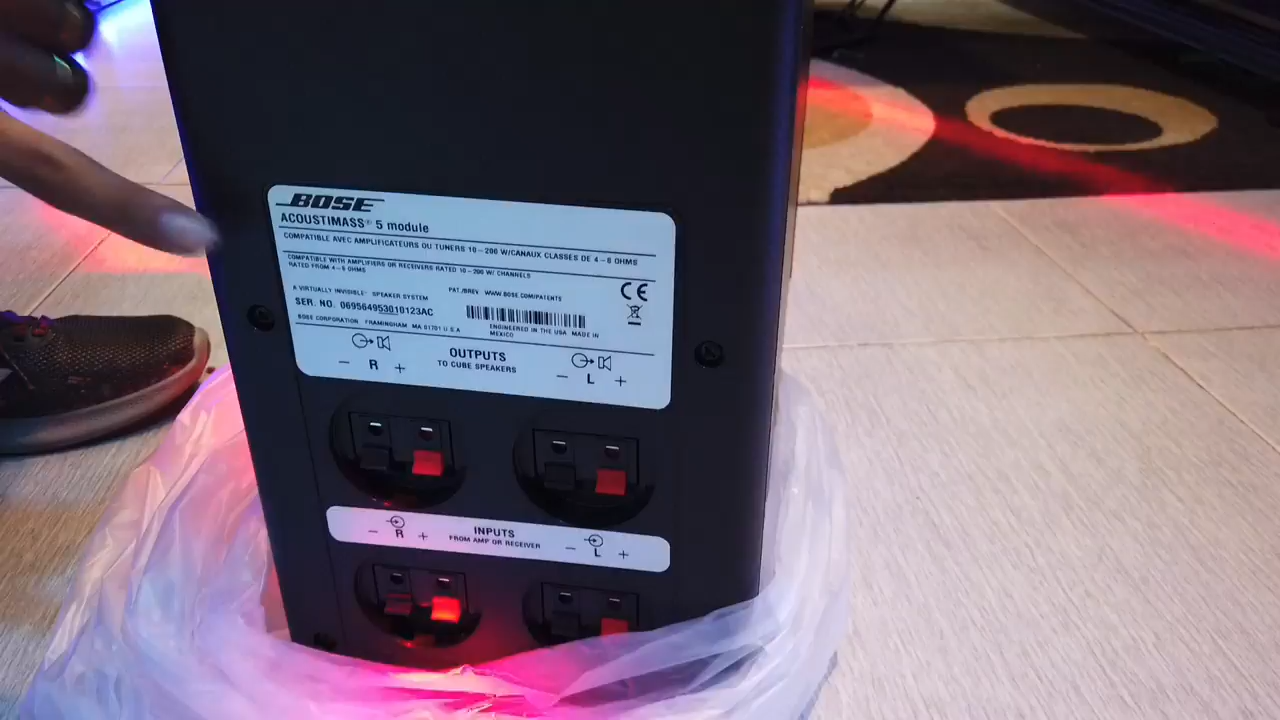 BOSE
ACOUSTIMASS® 5 module
COMPATIBLE AVEC AMPLIFICATEURS OU TUNERS 10-200 W/CANAUX CLASSES DE 4-8 OHMS
COMPATIBLE WITH AMPLIFIERS OR RECEIVERS RATED 10-200 W/ CHANNELS
RATED FROM 4-8 OHMS
A VIRTUALLY INVISIBLE® SPEAKER SYSTEM PAT./BREV. WWW.BOSE.COM/PATENTS CE
SER. NO. 069564953010123AC
BOSE CORPORATION FRAMINGHAM, MA 01701 U.S.A
ENGINEERED IN THE USA MADE IN
MEXICO
OUTPUTS
TO CUBE SPEAKERS
- R + - L +
INPUTS
FROM AMP OR RECEIVER
- R + - L +